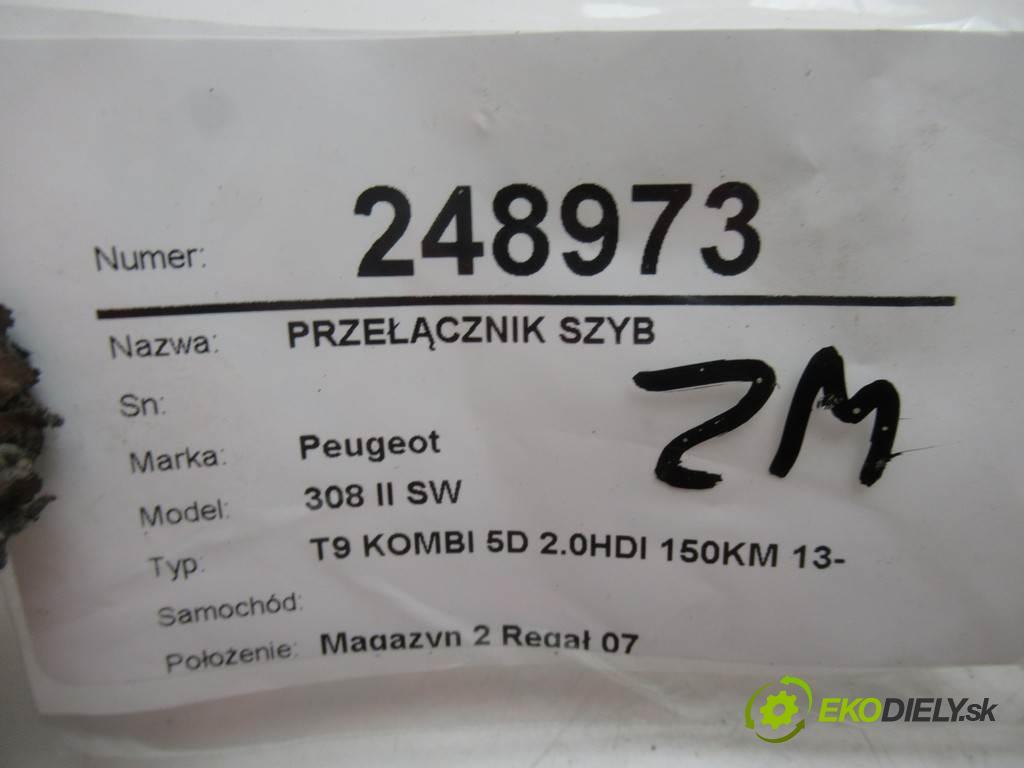 Numer: 248973
Nazwa: PRZEŁĄCZNIK SZYB
Sn:
ZM
Marka: Peugeot
Model: 308 II SW
Typ: T9 KOMBI 5D 2.0HDI 150KM 13-
Samochód:
Położenie: Magazyn 2 Regał 07
EKODIELY.sk